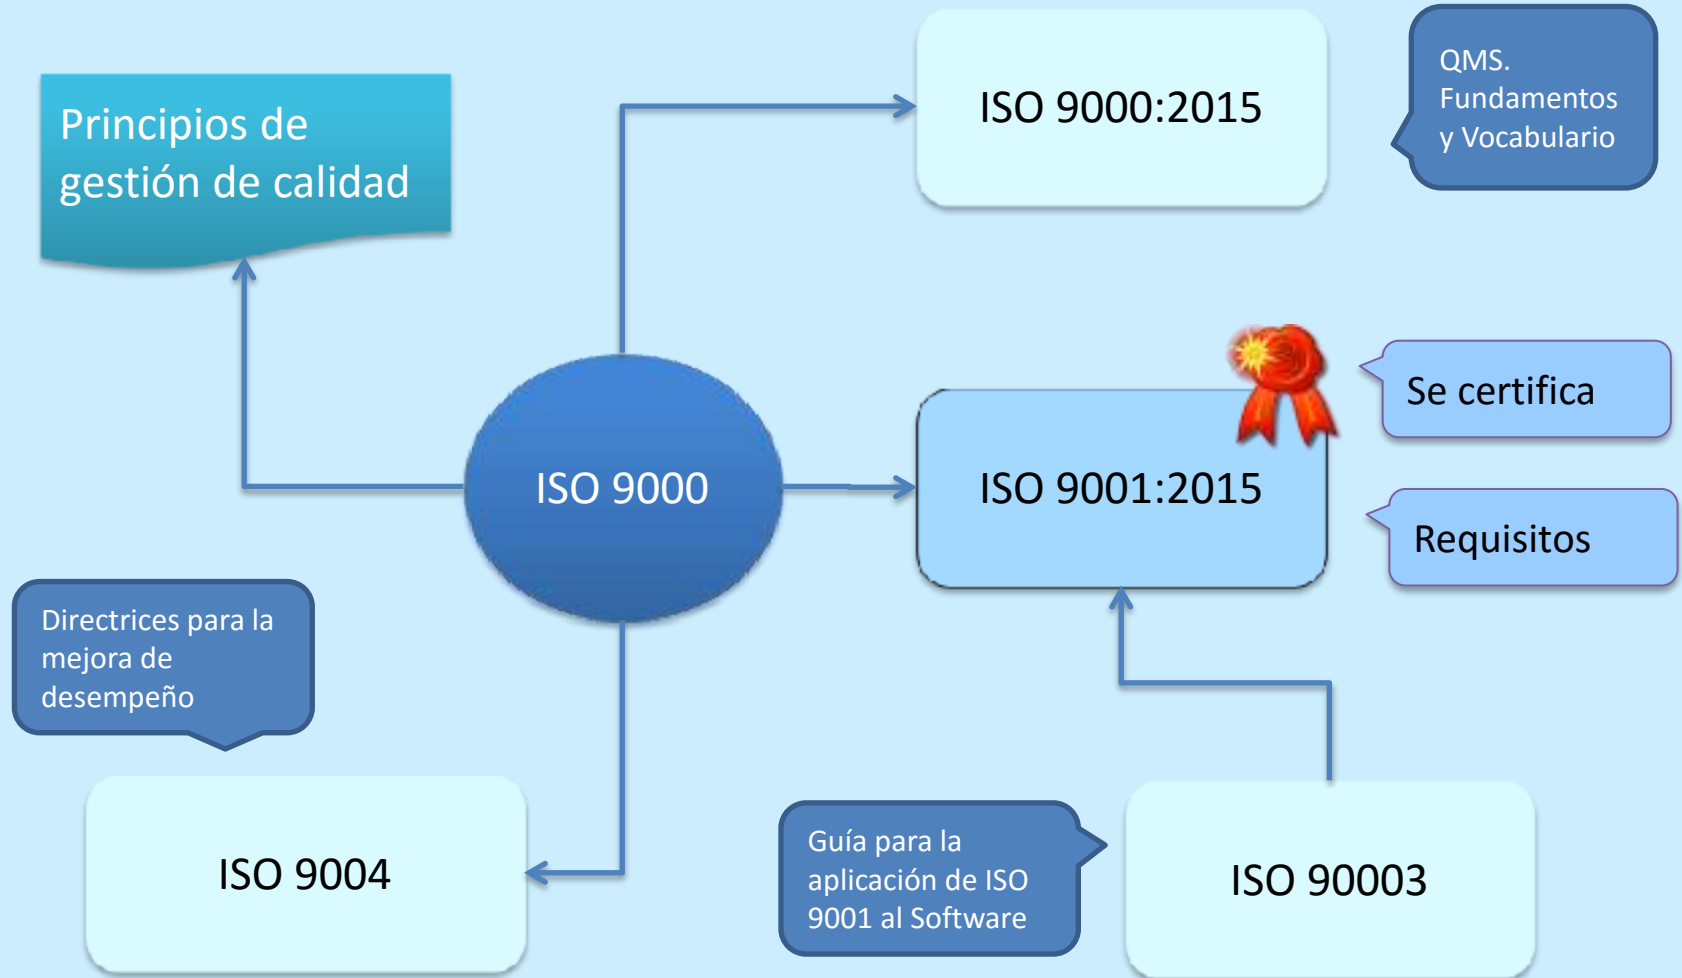 Principios de
gestión de calidad
ISO 9000:2015
QMS.
Fundamentos
y Vocabulario
ISO 9000
ISO 9001:2015
Se certifica
Requisitos
Directrices para la
mejora de
desempeño
ISO 9004
Guía para la
aplicación de ISO
9001 al Software
ISO 90003